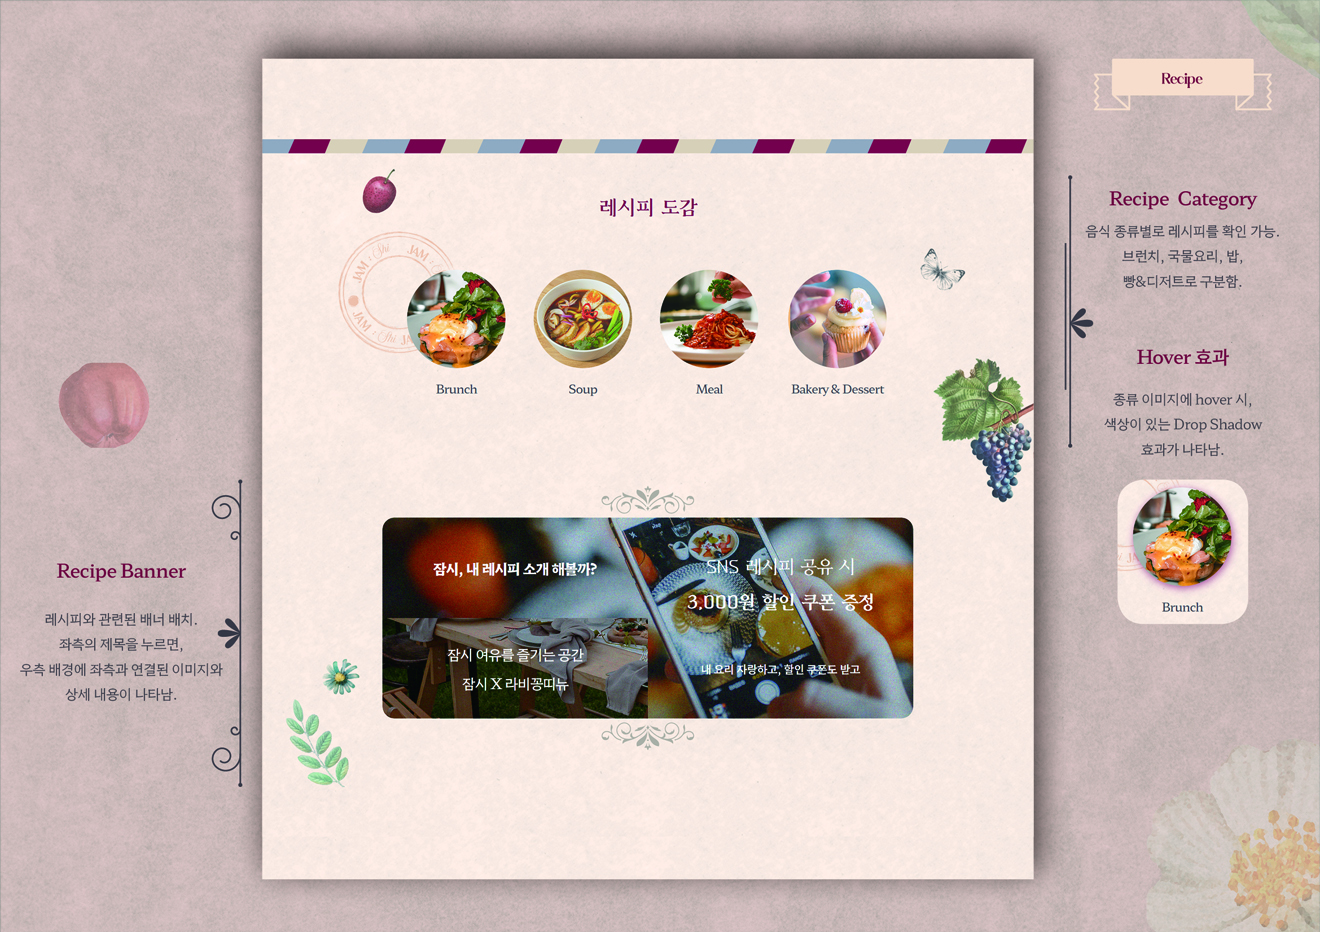 Recipe
레시피 도감
JAM : Shi
JAM :
JAM : Shi
Brunch
Soup
Meal
Bakery & Dessert
Recipe Category
음식 종류별로 레시피를 확인 가능.
브런치, 국물요리, 밥,
빵&디저트로 구분함.
Hover 효과
종류 이미지에 hover 시,
색상이 있는 Drop Shadow
효과가 나타남.
Brunch
잠시, 내 레시피 소개 해볼까?
잠시 여유를 즐기는 공간
잠시 X 라비꽁띠뉴
SNS 레시피 공유 시
3,000원 할인 쿠폰 증정
내 요리 자랑하고, 할인 쿠폰도 받고
Recipe Banner
레시피와 관련된 배너 배치.
좌측의 제목을 누르면,
우측 배경에 좌측과 연결된 이미지와
상세 내용이 나타남.